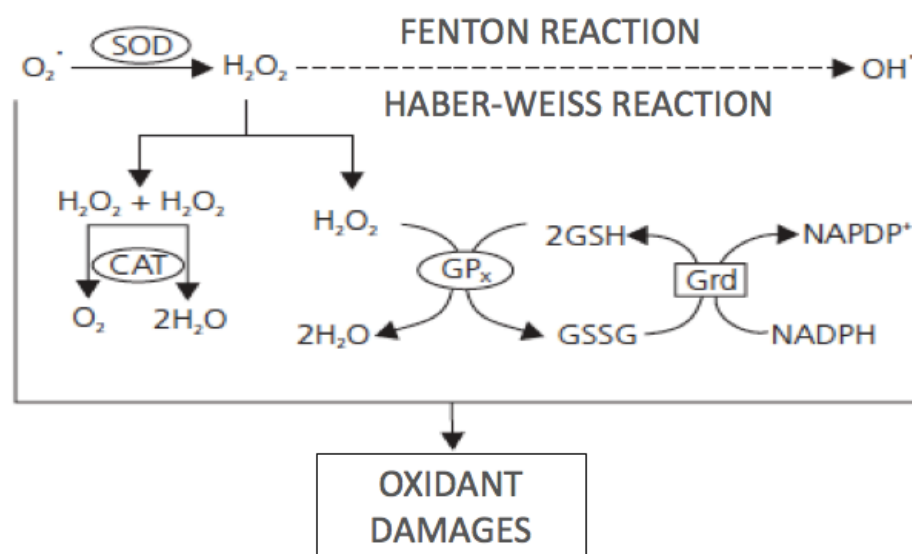 FENTON REACTION
O₂˙ SOD H₂O₂ OH˙
HABER-WEISS REACTION
H₂O₂ + H₂O₂ H₂O₂ 2GSH NAPDP⁺
CAT GPₓ Grd
O₂ 2H₂O 2H₂O GSSG NADPH
OXIDANT
DAMAGES